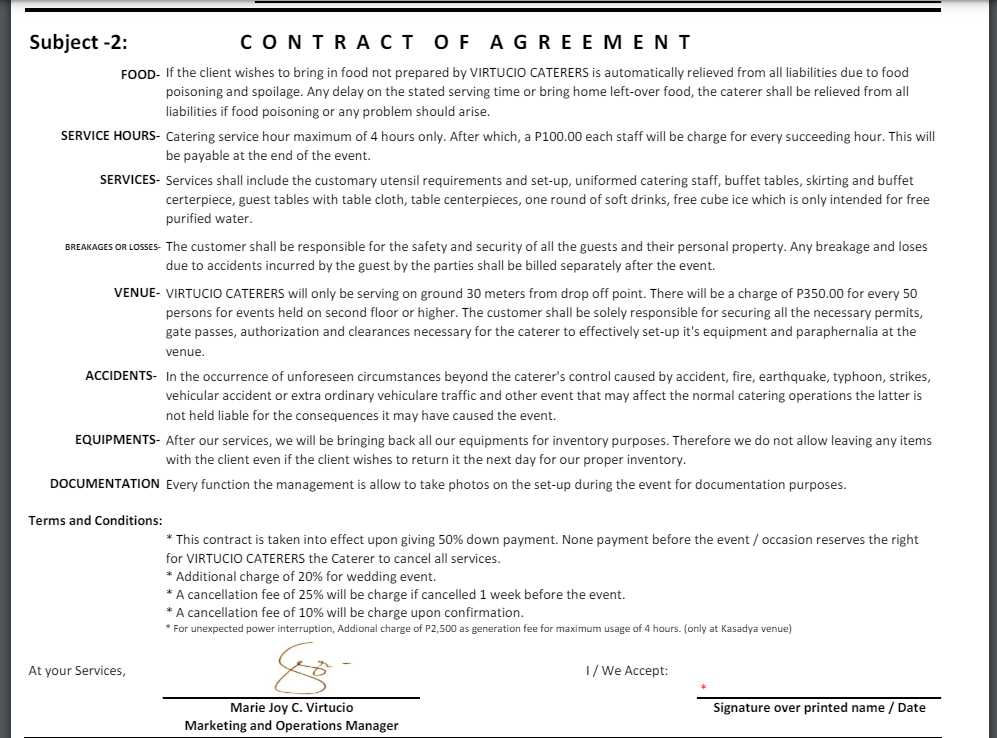 Subject -2: CONTRACT OF AGREEMENT
FOOD- If the client wishes to bring in food not prepared by VIRTUCIO CATERERS is automatically relieved from all liabilities due to food
poisoning and spoilage. Any delay on the stated serving time or bring home left-over food, the caterer shall be relieved from all
liabilities if food poisoning or any problem should arise.
SERVICE HOURS- Catering service hour maximum of 4 hours only. After which, a P100.00 each staff will be charge for every succeeding hour. This will
be payable at the end of the event.
SERVICES- Services shall include the customary utensil requirements and set-up, uniformed catering staff, buffet tables, skirting and buffet
certerpiece, guest tables with table cloth, table centerpieces, one round of soft drinks, free cube ice which is only intended for free
purified water.
BREAKAGES OR LOSSES- The customer shall be responsible for the safety and security of all the guests and their personal property. Any breakage and loses
due to accidents incurred by the guest by the parties shall be billed separately after the event.
VENUE- VIRTUCIO CATERERS will only be serving on ground 30 meters from drop off point. There will be a charge of P350.00 for every 50
persons for events held on second floor or higher. The customer shall be solely responsible for securing all the necessary permits,
gate passes, authorization and clearances necessary for the caterer to effectively set-up it's equipment and paraphernalia at the
venue.
ACCIDENTS- In the occurrence of unforeseen circumstances beyond the caterer's control caused by accident, fire, earthquake, typhoon, strikes,
vehicular accident or extra ordinary vehiculare traffic and other event that may affect the normal catering operations the latter is
not held liable for the consequences it may have caused the event.
EQUIPMENTS- After our services, we will be bringing back all our equipments for inventory purposes. Therefore we do not allow leaving any items
with the client even if the client wishes to return it the next day for our proper inventory.
DOCUMENTATION Every function the management is allow to take photos on the set-up during the event for documentation purposes.
Terms and Conditions:
* This contract is taken into effect upon giving 50% down payment. None payment before the event / occasion reserves the right
for VIRTUCIO CATERERS the Caterer to cancel all services.
* Additional charge of 20% for wedding event.
* A cancellation fee of 25% will be charge if cancelled 1 week before the event.
* A cancellation fee of 10% will be charge upon confirmation.
* For unexpected power interruption, Addional charge of P2,500 as generation fee for maximum usage of 4 hours. (only at Kasadya venue)
At your Services, I / We Accept:
*
Marie Joy C. Virtucio Signature over printed name / Date
Marketing and Operations Manager